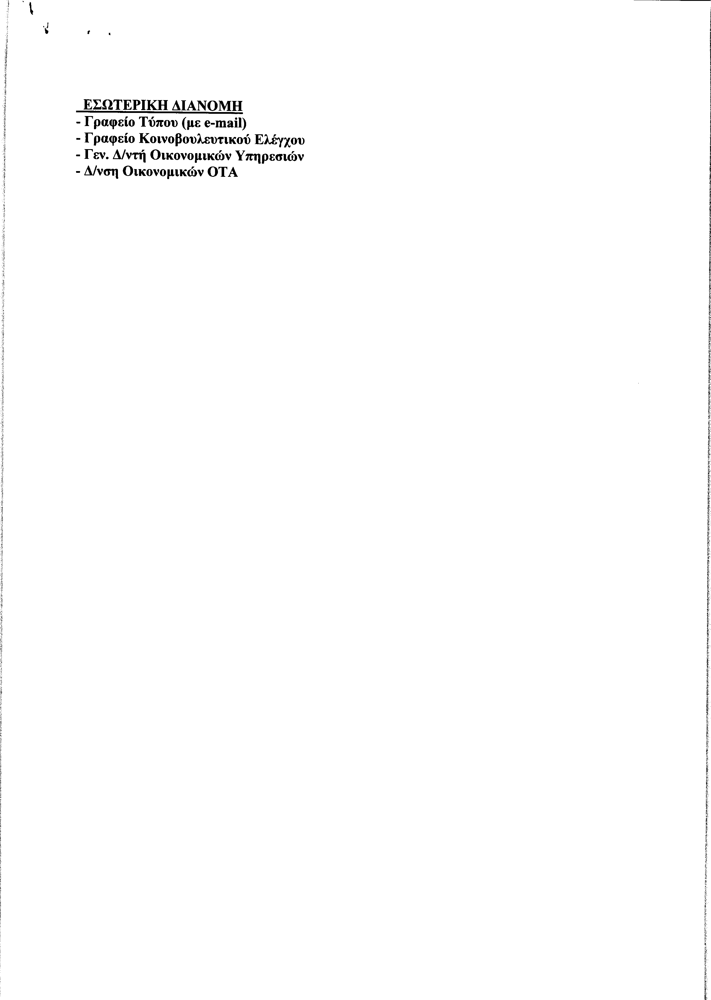 ΕΣΩΤΕΡΙΚΗ ΔΙΑΝΟΜΗ
- Γραφείο Τύπου (με e-mail)
- Γραφείο Κοινοβουλευτικού Ελέγχου
- Γεν. Δ/ντή Οικονομικών Υπηρεσιών
- Δ/νση Οικονομικών ΟΤΑ